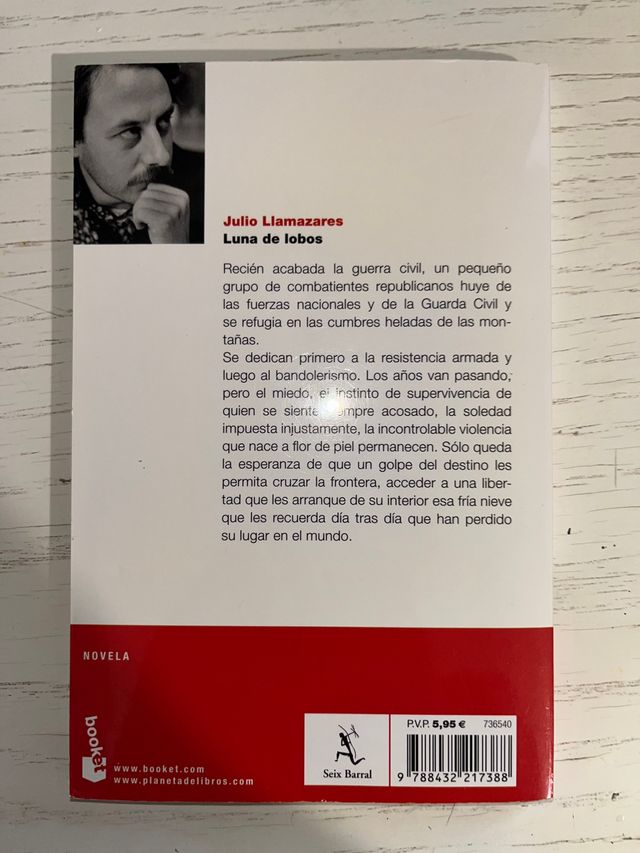 Julio Llamazares
Luna de lobos
Recién acabada la guerra civil, un pequeño
grupo de combatientes republicanos huye de
las fuerzas nacionales y de la Guarda Civil y
se refugia en las cumbres heladas de las mon-
tañas.
Se dedican primero a la resistencia armada y
luego al bandolerismo. Los años van pasando,
pero el miedo, el instinto de supervivencia de
quien se siente acosado, la soledad
impuesta injustamente, la incontrolable violencia
que nace a flor de piel permanecen. Sólo queda
la esperanza de que un golpe del destino les
permita cruzar la frontera, acceder a una liber-
tad que les arranque de su interior esa fría nieve
que les recuerda día tras día que han perdido
su lugar en el mundo.
NOVELA
booket
www.booket.com
www.planetadelibros.com
Seix Barral
P.V.P. 5,95 € 736540
9 788432 217388